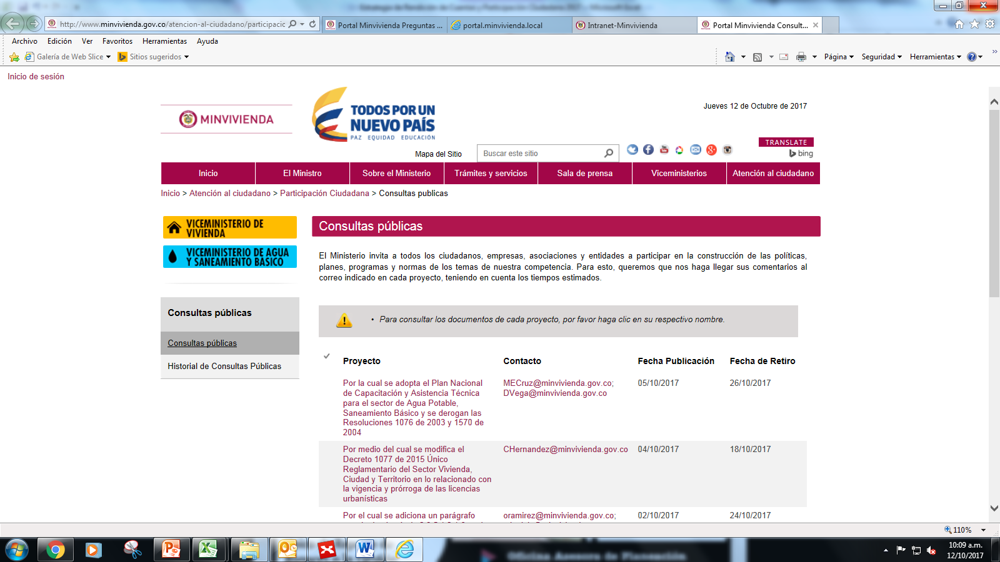 http://www.minvivienda.gov.co/atencion-al-ciudadano/participacic
Portal Minvivienda Preguntas ...
portal.minvivienda.local
Intranet-Minvivienda
Portal Minvivienda Consult...
Archivo Edición Ver Favoritos Herramientas Ayuda
Galería de Web Slice Sitios sugeridos Página Seguridad Herramientas
Inicio de sesión
MINVIVIENDA
TODOS POR UN
NUEVO PAÍS
PAZ EQUIDAD EDUCACIÓN
Jueves 12 de Octubre de 2017
Mapa del Sitio
Buscar este sitio
TRANSLATE
bing
Inicio El Ministro Sobre el Ministerio Trámites y servicios Sala de prensa Viceministerios Atención al ciudadano
Inicio > Atención al ciudadano > Participación Ciudadana > Consultas publicas
VICEMINISTERIO DE
VIVIENDA
VICEMINISTERIO DE AGUA
Y SANEAMIENTO BÁSICO
Consultas públicas
Consultas públicas
Historial de Consultas Públicas
Consultas públicas
El Ministerio invita a todos los ciudadanos, empresas, asociaciones y entidades a participar en la construcción de las políticas,
planes, programas y normas de los temas de nuestra competencia. Para esto, queremos que nos haga llegar sus comentarios al
correo indicado en cada proyecto, teniendo en cuenta los tiempos estimados.
• Para consultar los documentos de cada proyecto, por favor haga clic en su respectivo nombre.
Proyecto Contacto Fecha Publicación Fecha de Retiro
Por la cual se adopta el Plan Nacional MECruz@minvivienda.gov.co; 05/10/2017 26/10/2017
de Capacitación y Asistencia Técnica DVega@minvivienda.gov.co
para el sector de Agua Potable,
Saneamiento Básico y se derogan las
Resoluciones 1076 de 2003 y 1570 de
2004
Por medio del cual se modifica el CHernandez@minvivienda.gov.co 04/10/2017 18/10/2017
Decreto 1077 de 2015 Único
Reglamentario del Sector Vivienda,
Ciudad y Territorio en lo relacionado con
la vigencia y prórroga de las licencias
urbanísticas
Por el cual se adiciona un parágrafo oramirez@minvivienda.gov.co; 02/10/2017 24/10/2017
110%
10:09 a.m.
12/10/2017